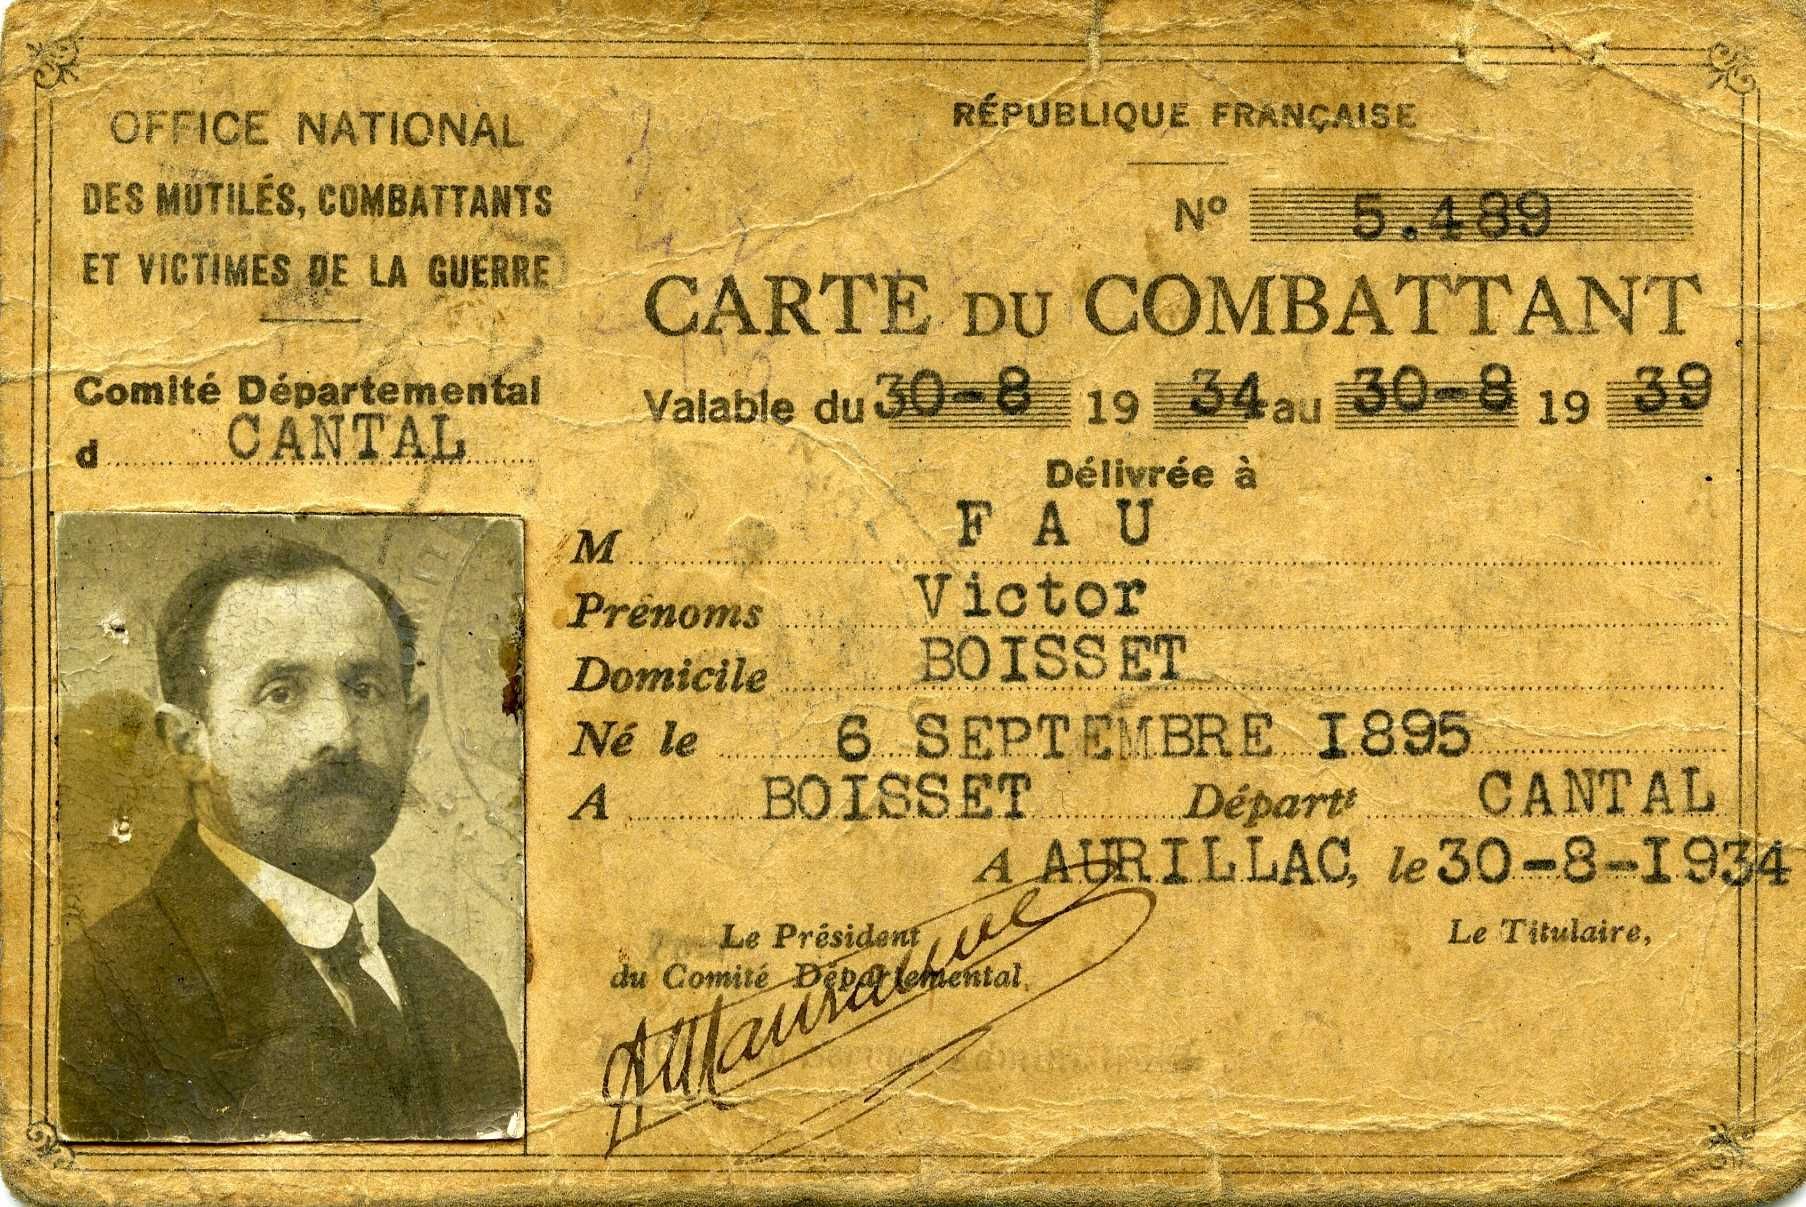 OFFICE NATIONAL
DES MUTILÉS, COMBATTANTS
ET VICTIMES DE LA GUERRE
Comité Départemental
d CANTAL
RÉPUBLIQUE FRANÇAISE
Nº 5.489
CARTE DU COMBATTANT
Valable du 30-8 19 34 au 30-8 19 39
Délivrée à
M FAU
Prénoms Victor
Domicile BOISSET
Né le 6 SEPTEMBRE 1895
A BOISSET Départt CANTAL
A AURILLAC, le 30-8-1934
Le Président
du Comité Départemental
Le Titulaire,